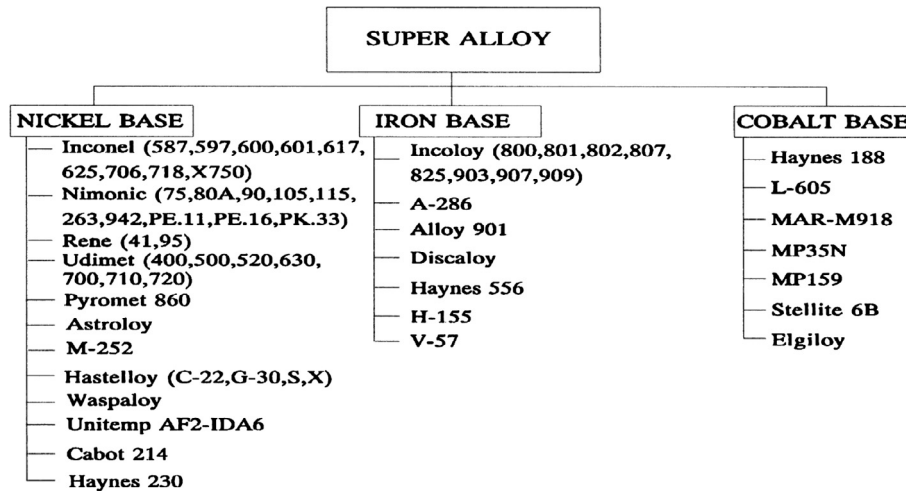 SUPER ALLOY
NICKEL BASE
Inconel (587,597,600,601,617,
625,706,718,X750)
Nimonic (75,80A,90,105,115,
263,942,PE.11,PE.16,PK.33)
Rene (41,95)
Udimet (400,500,520,630,
700,710,720)
Pyromet 860
Astroloy
M-252
Hastelloy (C-22,G-30,S,X)
Waspaloy
Unitemp AF2-IDA6
Cabot 214
Haynes 230
IRON BASE
Incoloy (800,801,802,807,
825,903,907,909)
A-286
Alloy 901
Discaloy
Haynes 556
H-155
V-57
COBALT BASE
Haynes 188
L-605
MAR-M918
MP35N
MP159
Stellite 6B
Elgiloy